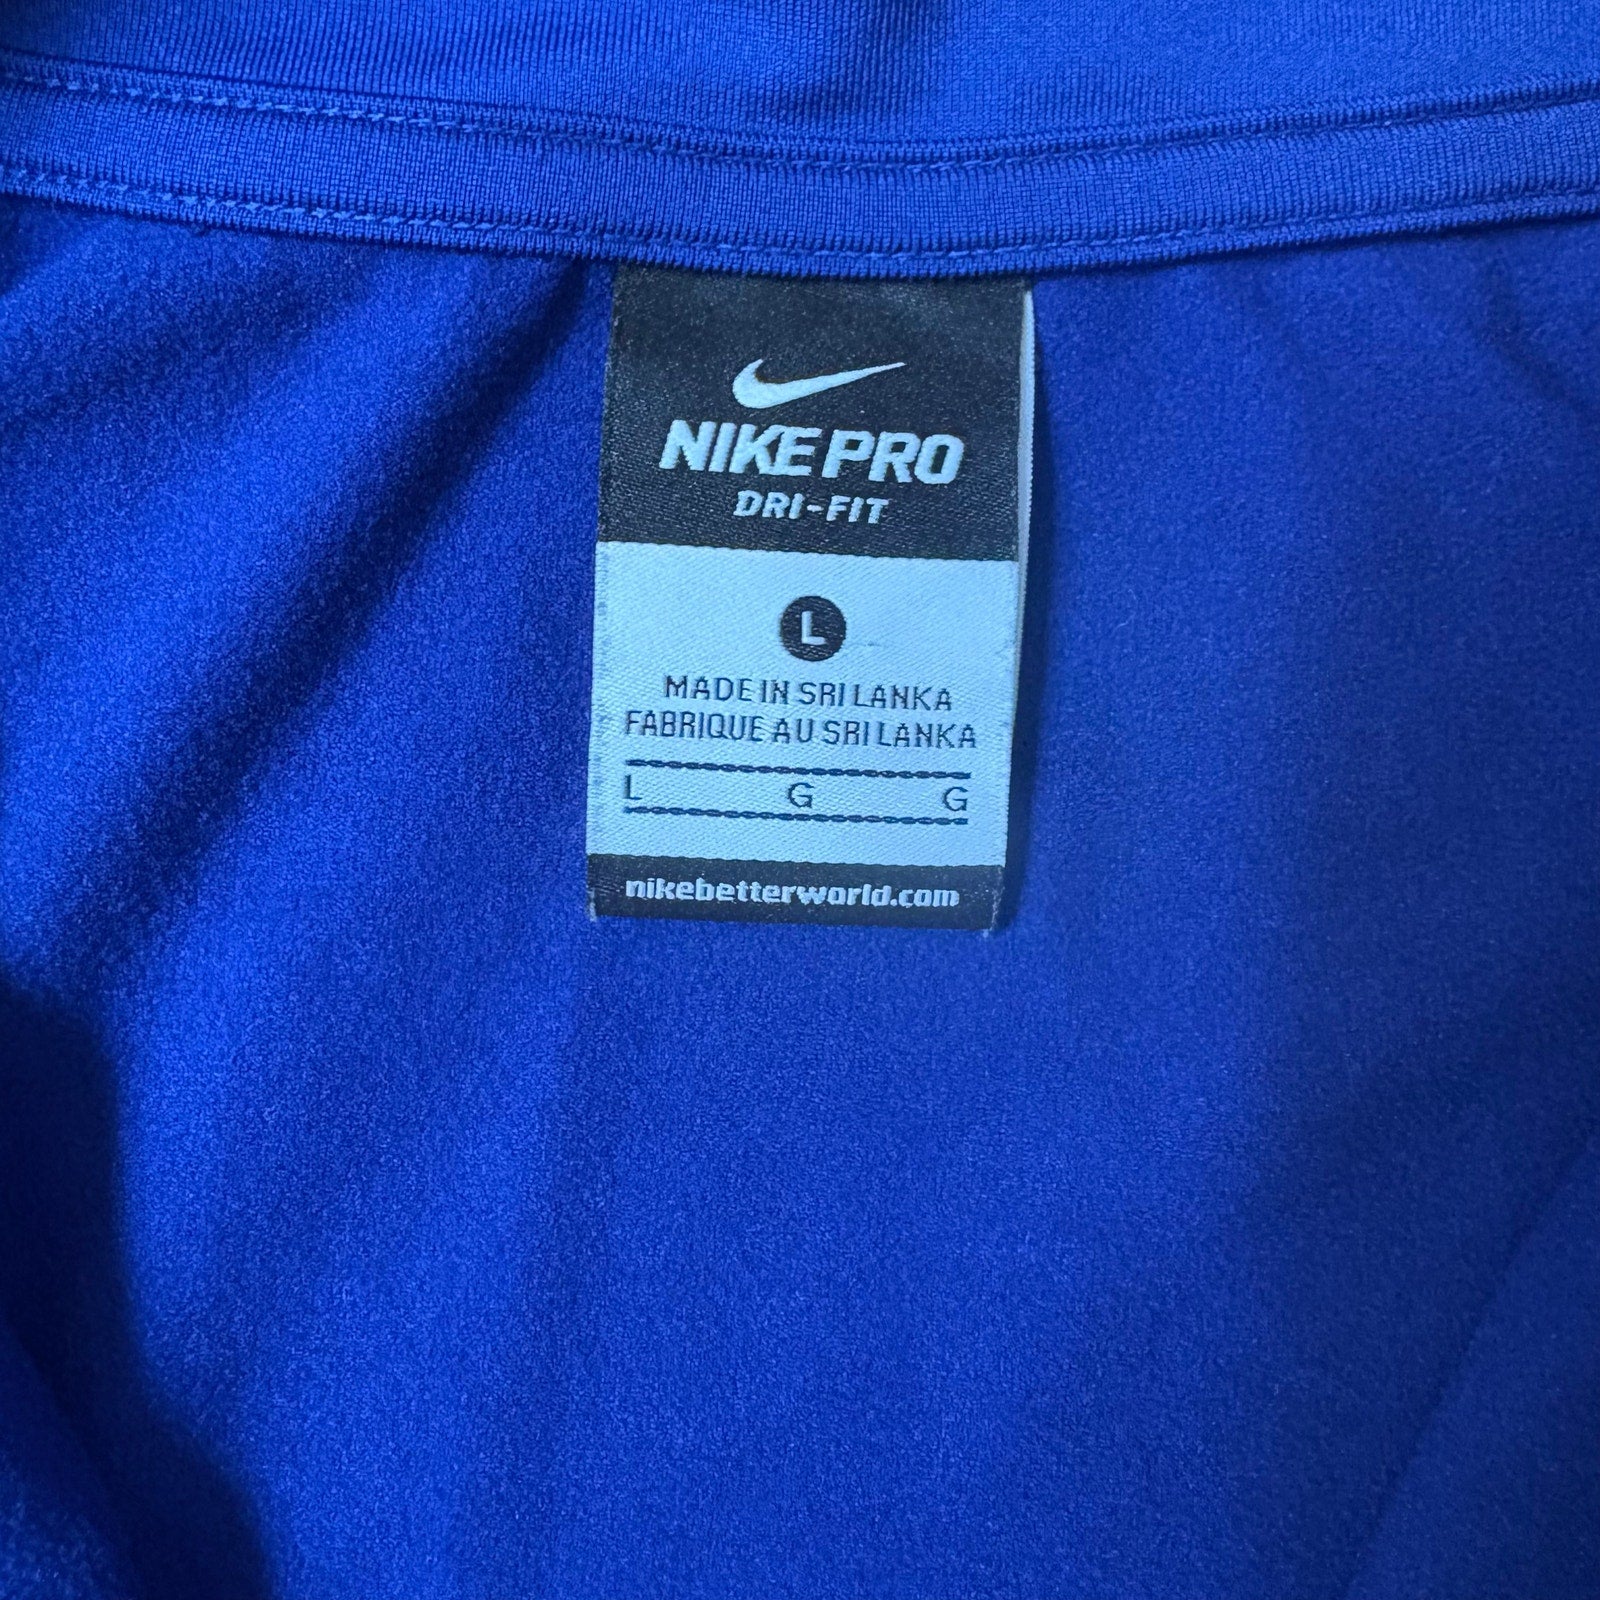 NIKE PRO
DRI-FIT
L
MADE IN SRI LANKA
FABRIQUE AU SRI LANKA
L G G
nikebetterworld.com